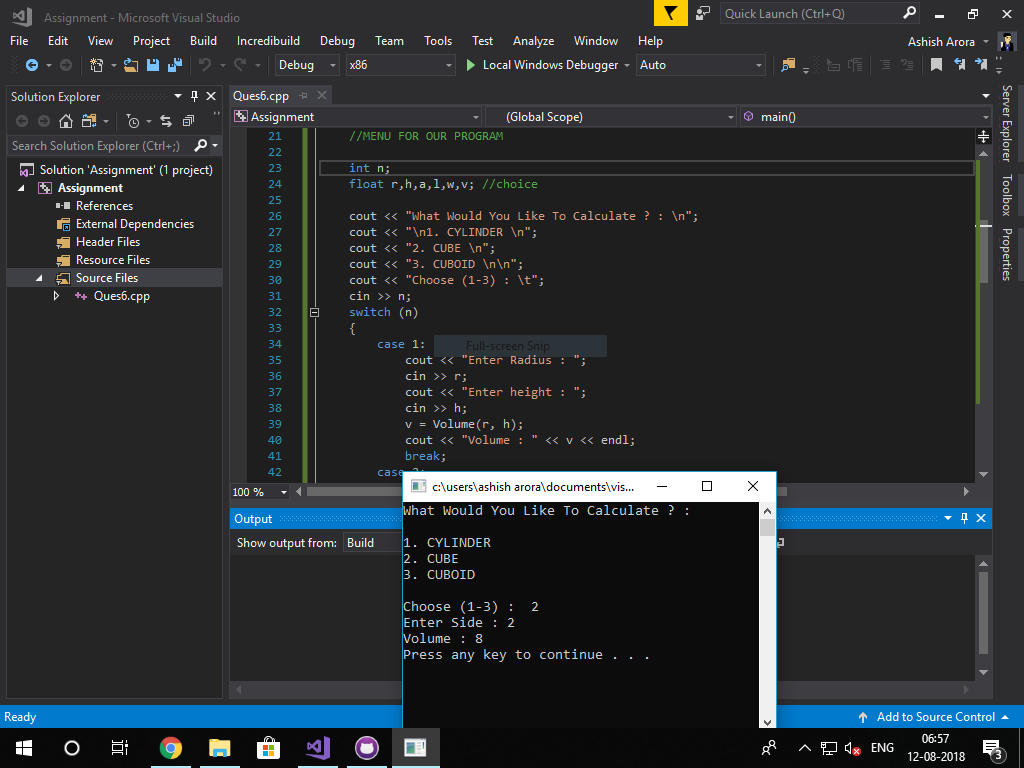 Assignment - Microsoft Visual Studio
Quick Launch (Ctrl+Q)
File Edit View Project Build Incredibuild Debug Team Tools Test Analyze Window Help
Ashish Arora
Debug x86 Local Windows Debugger Auto
Solution Explorer
Search Solution Explorer (Ctrl+;)
Solution 'Assignment' (1 project)
Assignment
References
External Dependencies
Header Files
Resource Files
Source Files
Ques6.cpp
Ques6.cpp
Assignment (Global Scope) main()
21 //MENU FOR OUR PROGRAM
22
23 int n;
24 float r,h,a,l,w,v; //choice
25
26 cout << "What Would You Like To Calculate ? : \n";
27 cout << "\n1. CYLINDER \n";
28 cout << "2. CUBE \n";
29 cout << "3. CUBOID \n\n";
30 cout << "Choose (1-3) : \t";
31 cin >> n;
32 switch (n)
33 {
34 case 1:
Full-screen Snip
35 cout << "Enter Radius : ";
36 cin >> r;
37 cout << "Enter height : ";
38 cin >> h;
39 v = Volume(r, h);
40 cout << "Volume : " << v << endl;
41 break;
42 case 2:
100 %
Server Explorer
Toolbox
Properties
Output
Show output from: Build
c:\users\ashish arora\documents\vis...
What Would You Like To Calculate ? :
1. CYLINDER
2. CUBE
3. CUBOID
Choose (1-3) : 2
Enter Side : 2
Volume : 8
Press any key to continue . . .
Ready
Add to Source Control
ENG
06:57
12-08-2018
3